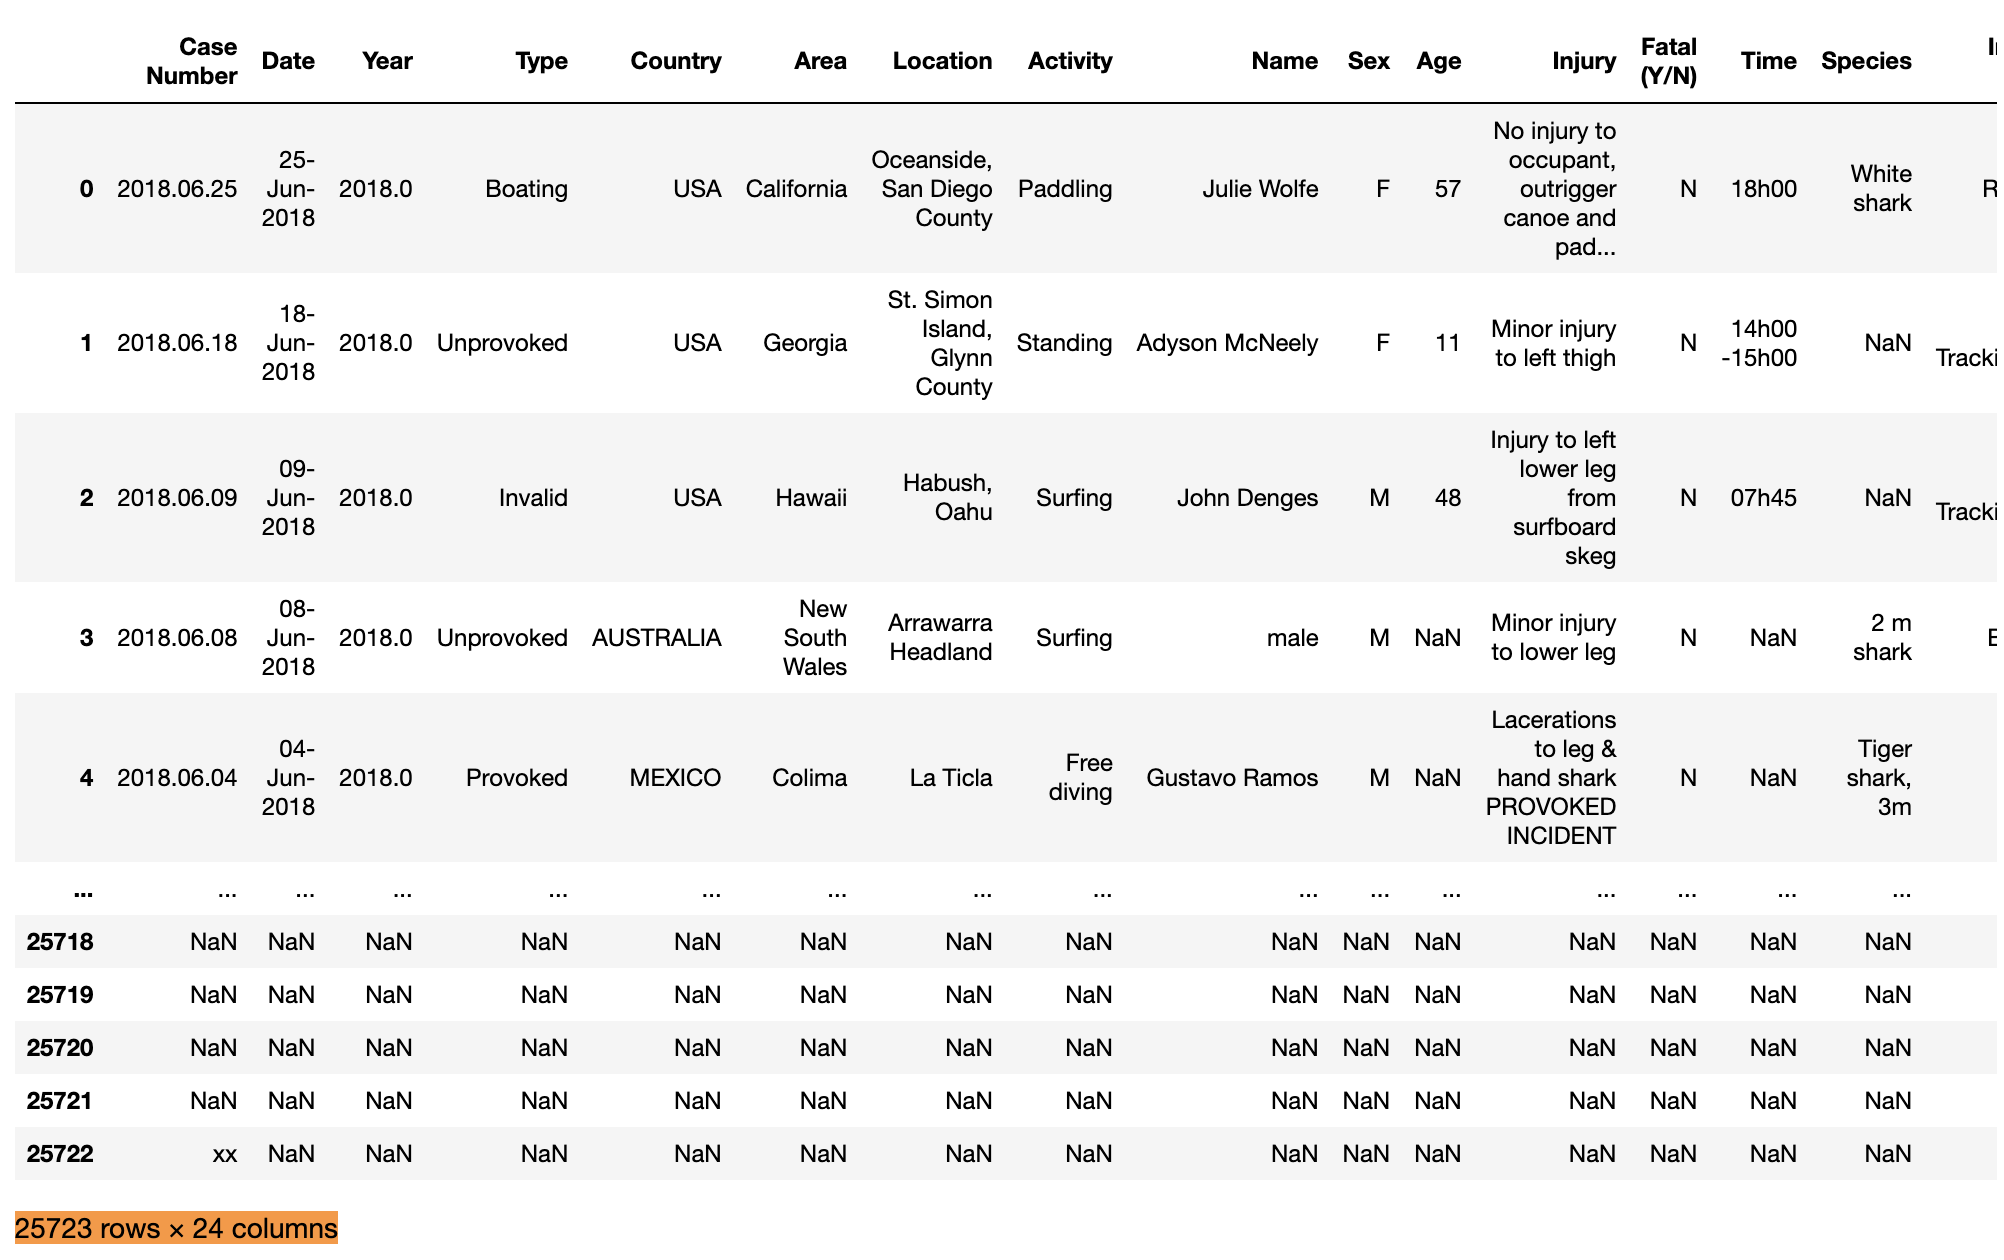 Case Number Date Year Type Country Area Location Activity Name Sex Age Injury Fatal (Y/N) Time Species
0 2018.06.25 25-Jun-2018 2018.0 Boating USA California Oceanside, San Diego County Paddling Julie Wolfe F 57 No injury to occupant, outrigger canoe and pad... N 18h00 White shark R
1 2018.06.18 18-Jun-2018 2018.0 Unprovoked USA Georgia St. Simon Island, Glynn County Standing Adyson McNeely F 11 Minor injury to left thigh N 14h00 -15h00 NaN Tracki
2 2018.06.09 09-Jun-2018 2018.0 Invalid USA Hawaii Habush, Oahu Surfing John Denges M 48 Injury to left lower leg from surfboard skeg N 07h45 NaN Tracki
3 2018.06.08 08-Jun-2018 2018.0 Unprovoked AUSTRALIA New South Wales Arrawarra Headland Surfing male M NaN Minor injury to lower leg N NaN 2 m shark
4 2018.06.04 04-Jun-2018 2018.0 Provoked MEXICO Colima La Ticla Free diving Gustavo Ramos M NaN Lacerations to leg & hand shark PROVOKED INCIDENT N NaN Tiger shark, 3m
... ... ... ... ... ... ... ... ... ... ... ... ... ... ... ...
25718 NaN NaN NaN NaN NaN NaN NaN NaN NaN NaN NaN NaN NaN NaN NaN
25719 NaN NaN NaN NaN NaN NaN NaN NaN NaN NaN NaN NaN NaN NaN NaN
25720 NaN NaN NaN NaN NaN NaN NaN NaN NaN NaN NaN NaN NaN NaN NaN
25721 NaN NaN NaN NaN NaN NaN NaN NaN NaN NaN NaN NaN NaN NaN NaN
25722 xx NaN NaN NaN NaN NaN NaN NaN NaN NaN NaN NaN NaN NaN NaN
25723 rows × 24 columns